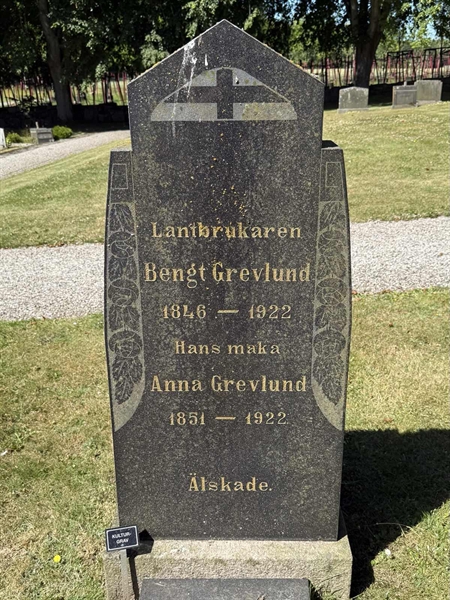 Lantbrukaren
Bengt Grevlund
1846 — 1922
Hans maka
Anna Grevlund
1851 — 1922
Älskade.
KULTUR-
GRAV